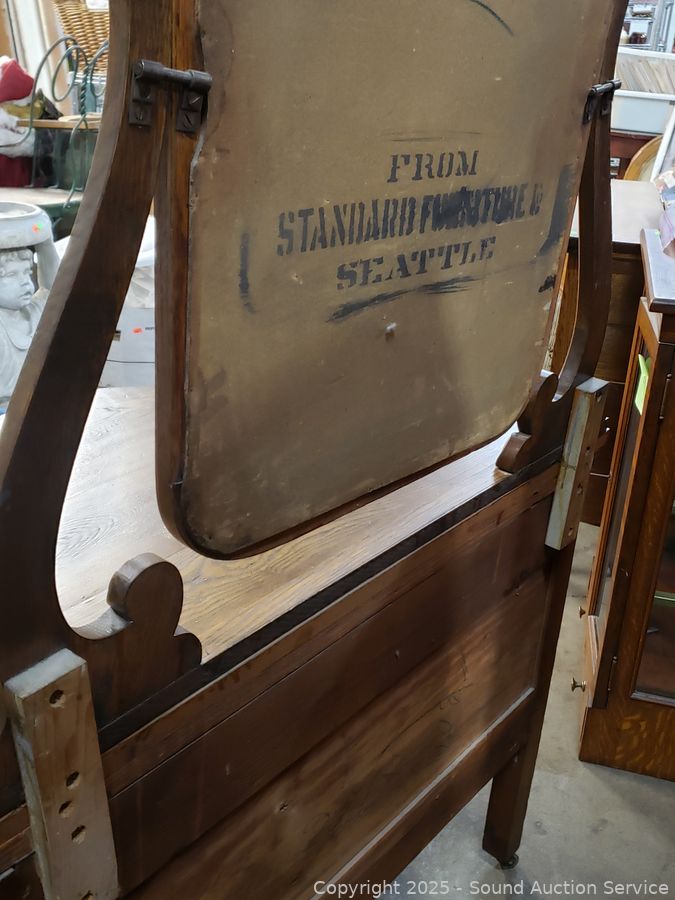 FROM
STANDARD FURNITURE
SEATTLE
Copyright © 2025 - Sound Auction Service